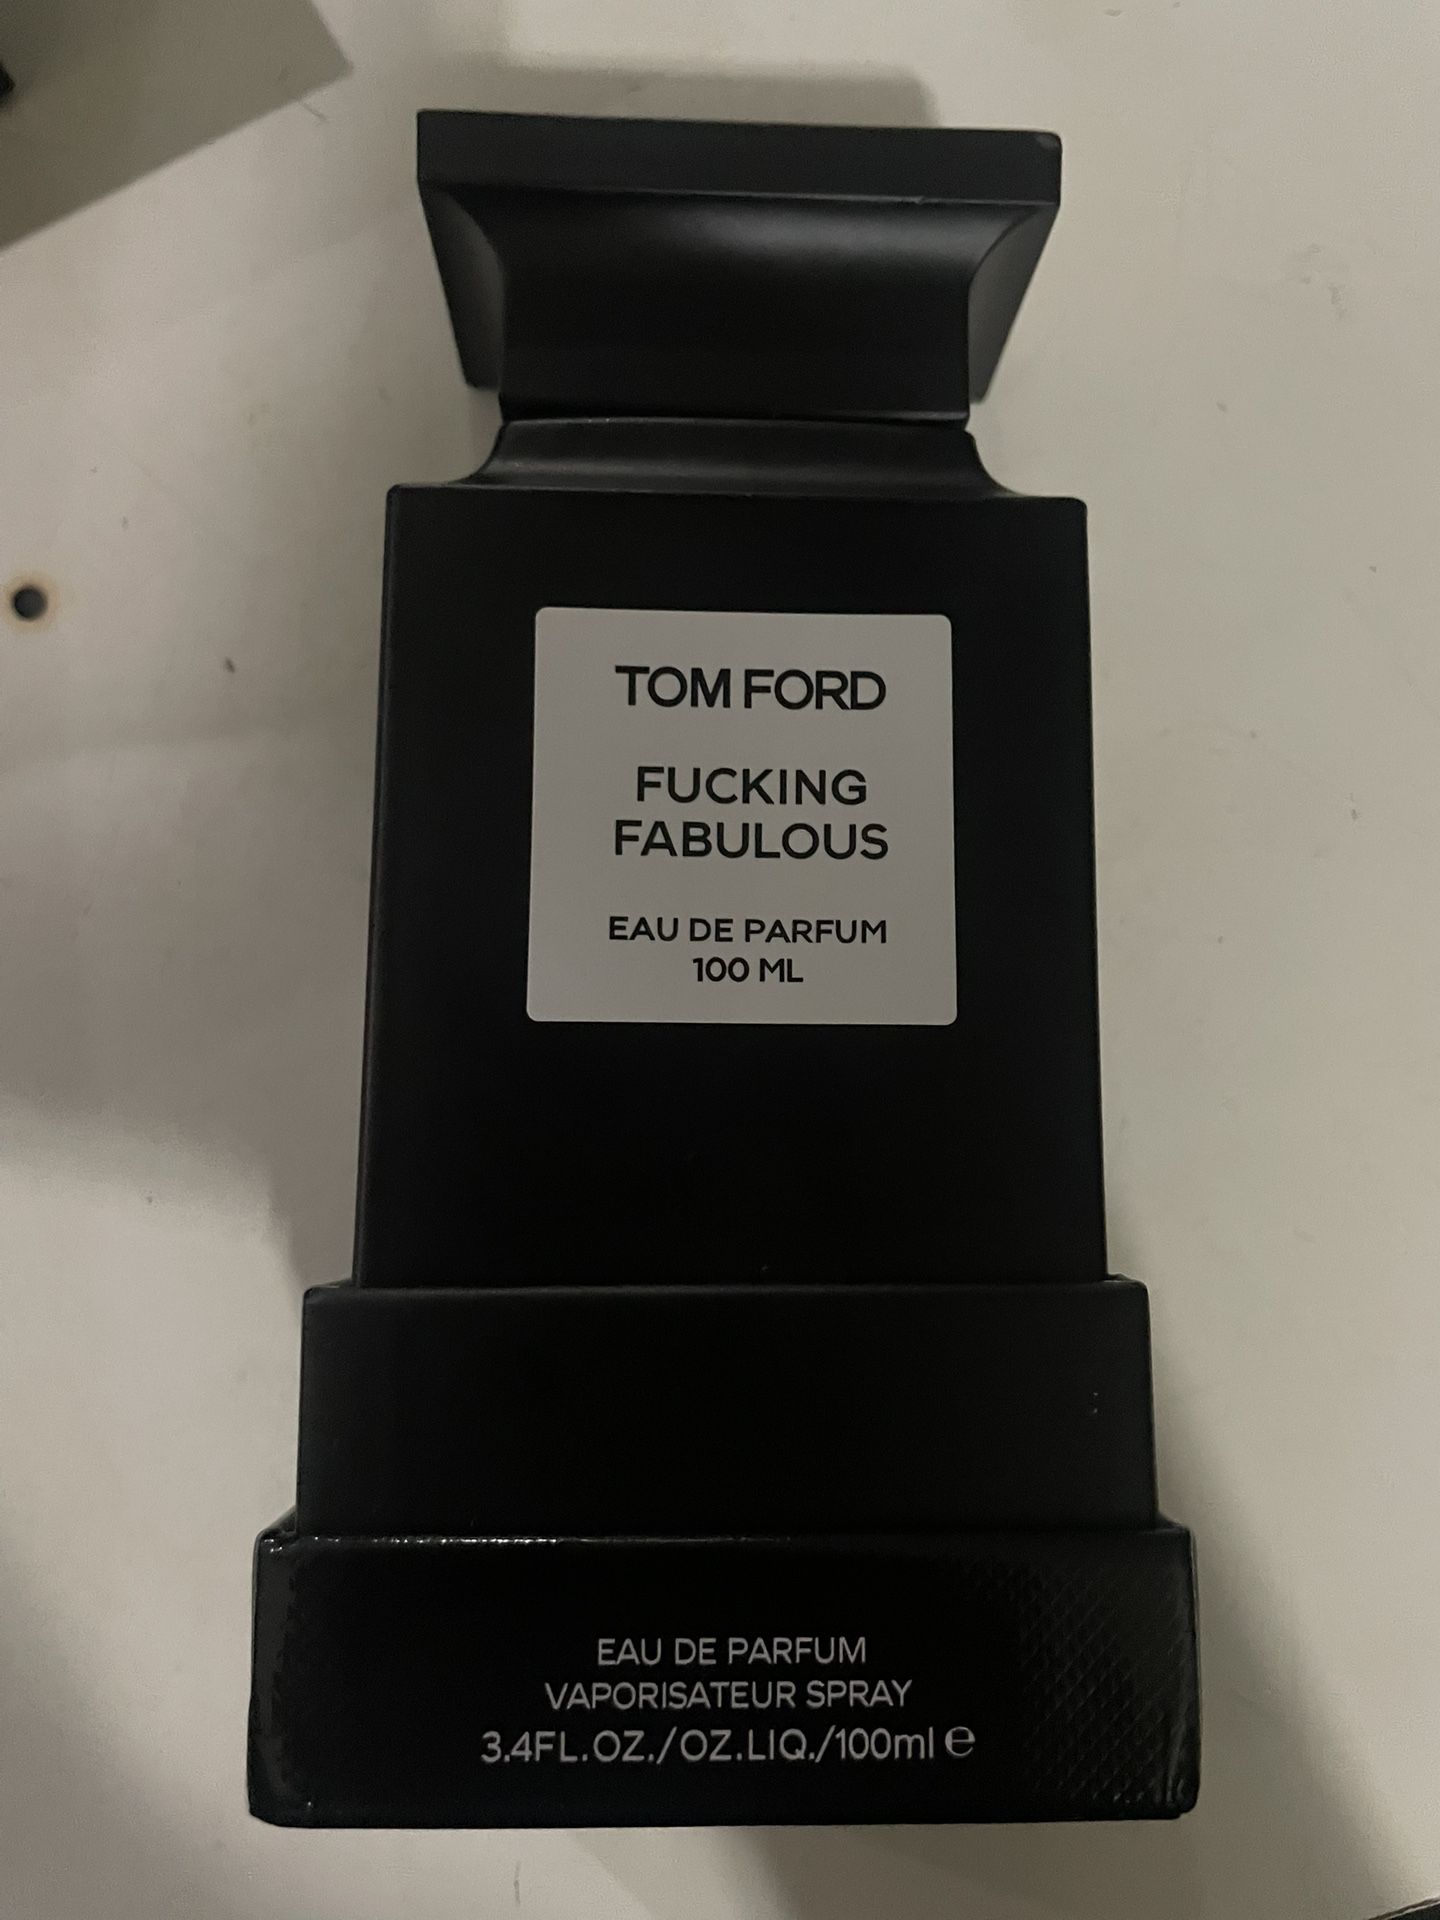 TOM FORD
FUCKING
FABULOUS
EAU DE PARFUM
100 ML
EAU DE PARFUM
VAPORISATEUR SPRAY
3.4FL.OZ./OZ.LIQ./100ml ℮